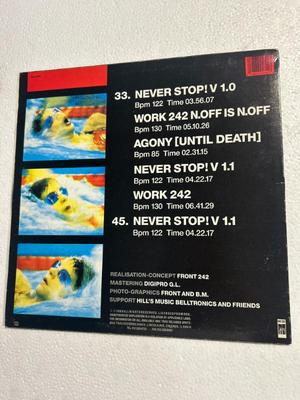 33. NEVER STOP! V 1.0
Bpm 122 Time 03.56.07
WORK 242 N.OFF IS N.OFF
Bpm 130 Time 05.10.26
AGONY [UNTIL DEATH]
Bpm 85 Time 02.31.15
NEVER STOP! V 1.1
Bpm 122 Time 04.22.17
WORK 242
Bpm 130 Time 06.41.29
45. NEVER STOP! V 1.1
Bpm 122 Time 04.22.17
REALISATION-CONCEPT FRONT 242
MASTERING DIGIPRO G.L.
PHOTO-GRAPHICS FRONT AND B.M.
SUPPORT HILL'S MUSIC BELLTRONICS AND FRIENDS